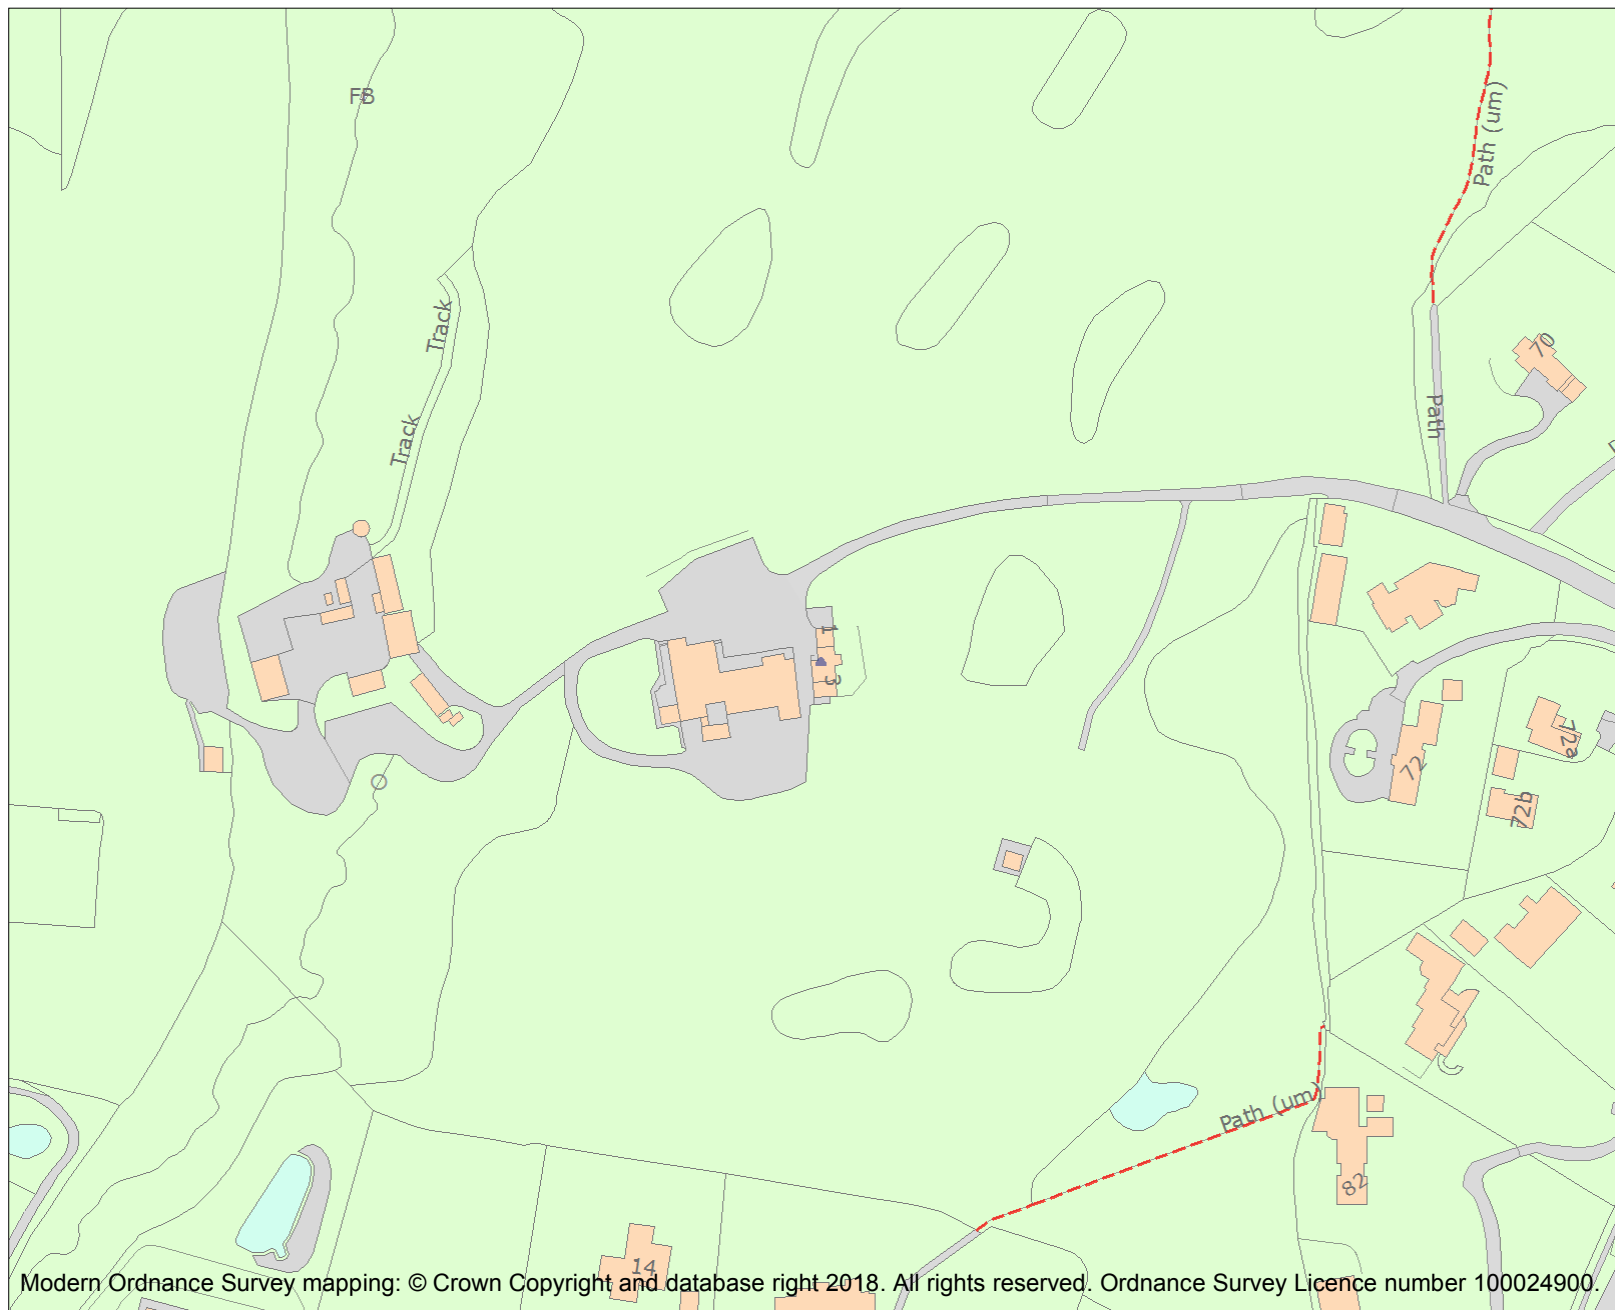 FB
Path (um)
Track
70
Path
Track
1
3
72a
72
72b
Path (um)
82
14
Modern Ordnance Survey mapping: © Crown Copyright and database right 2018. All rights reserved. Ordnance Survey Licence number 100024900.